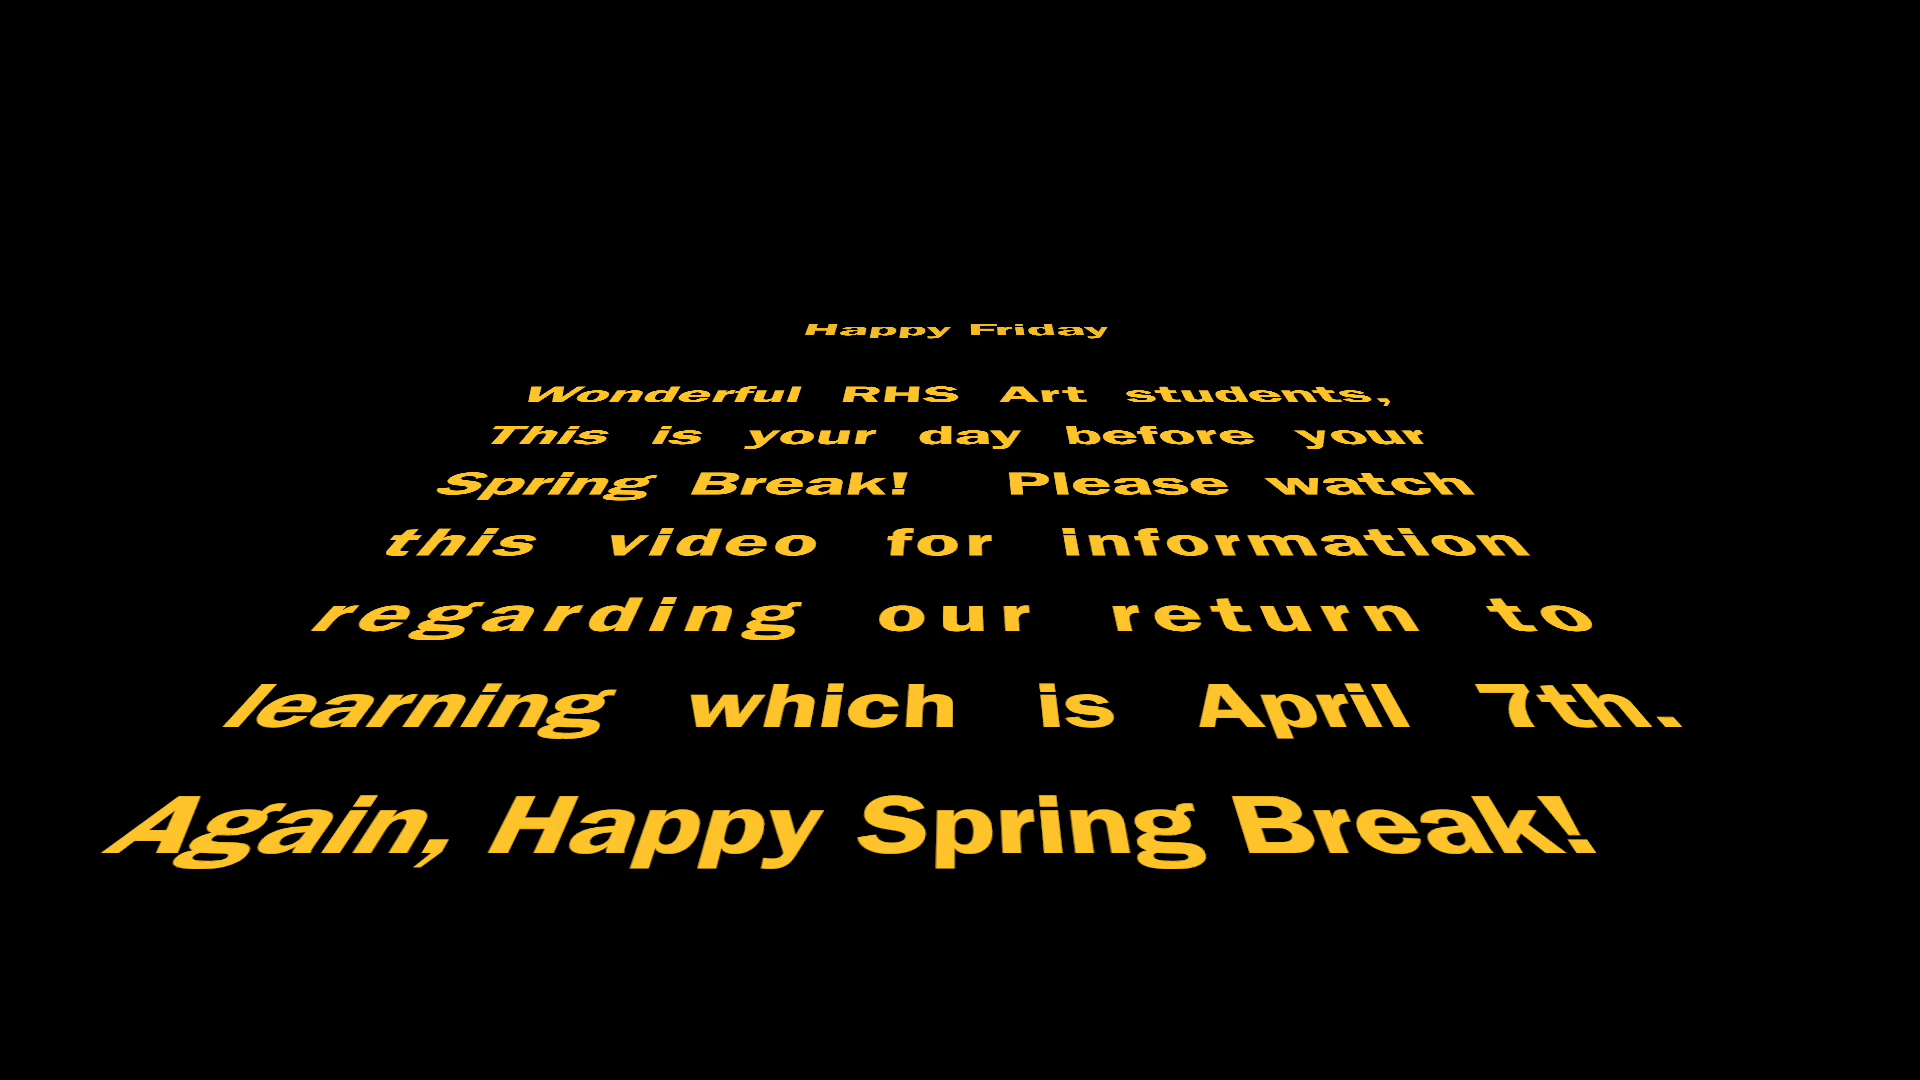 Happy Friday
Wonderful RHS Art students,
This is your day before your
Spring Break! Please watch
this video for information
regarding our return to
learning which is April 7th.
Again, Happy Spring Break!